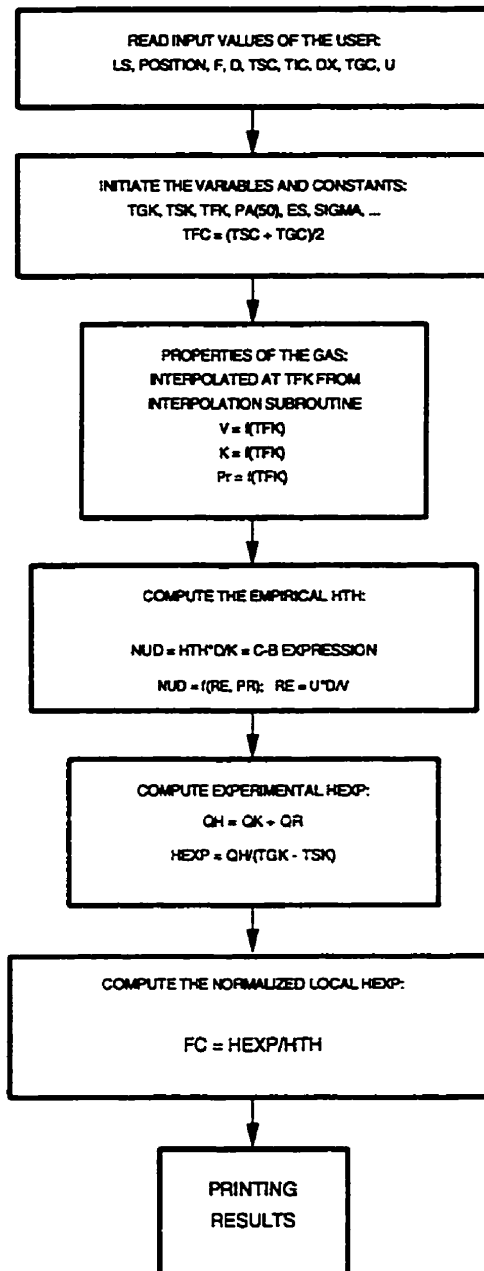 READ INPUT VALUES OF THE USER:
LS, POSITION, F, D, TSC, TIC, DX, TGC, U
INITIATE THE VARIABLES AND CONSTANTS:
TGK, TSK, TFK, PA(50), ES, SIGMA, ...
TFC = (TSC + TGC)/2
PROPERTIES OF THE GAS:
INTERPOLATED AT TFK FROM
INTERPOLATION SUBROUTINE
V = f(TFK)
K = f(TFK)
Pr = f(TFK)
COMPUTE THE EMPIRICAL HTH:
NUD = HTH*D/K = C-B EXPRESSION
NUD = f(RE, PR); RE = U*D/V
COMPUTE EXPERIMENTAL HEXP:
QH = QK + QR
HEXP = QH/(TGK - TSK)
COMPUTE THE NORMALIZED LOCAL HEXP:
FC = HEXP/HTH
PRINTING
RESULTS